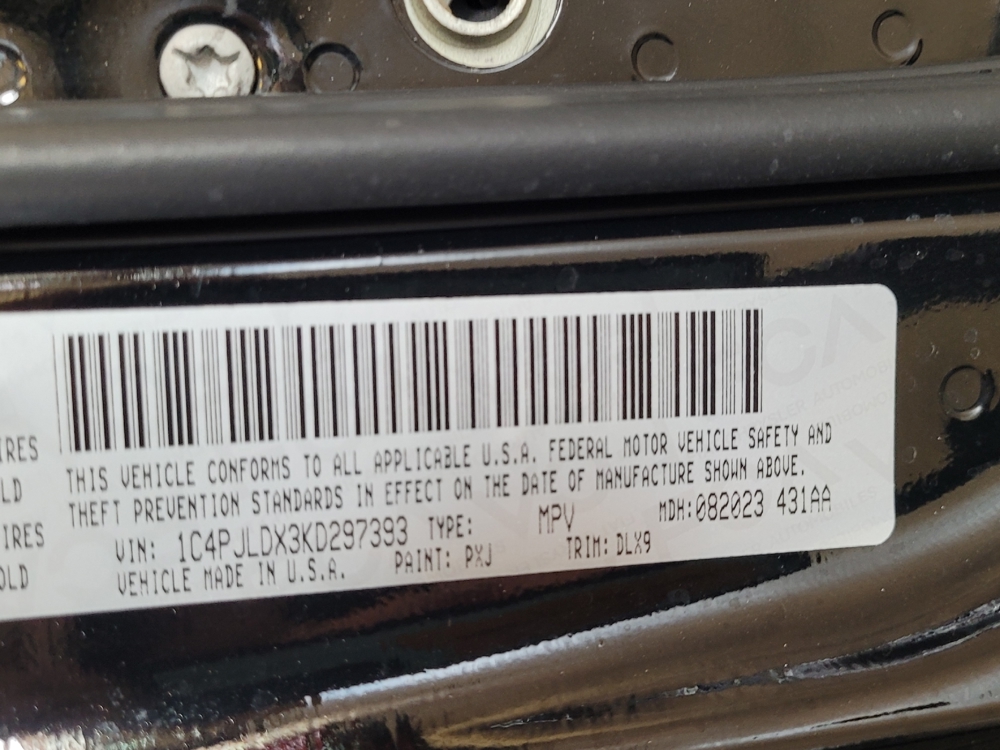 IRES
LD
IRES
OLD
THIS VEHICLE CONFORMS TO ALL APPLICABLE U.S.A. FEDERAL MOTOR VEHICLE SAFETY AND
THEFT PREVENTION STANDARDS IN EFFECT ON THE DATE OF MANUFACTURE SHOWN ABOVE.
VIN: 1C4PJLDX3KD297393 TYPE: MPV MDH:082023 431AA
VEHICLE MADE IN U.S.A. PAINT: PXJ TRIM: DLX9